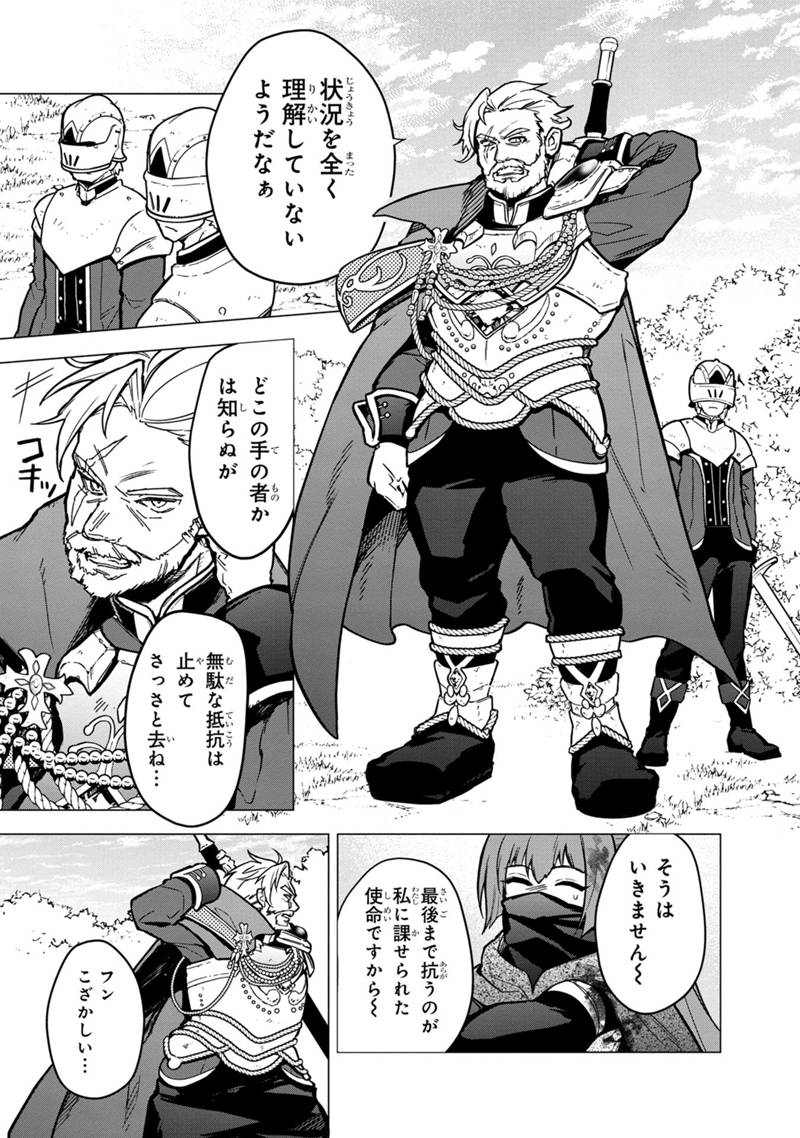 状況を全く
理解していない
ようだなぁ
どこの手の者か
は知らぬが
コキッ
無駄な抵抗は
止めて
さっさと去ね…
そうは
いきません〜
最後まで抗うのが
私に課せられた
使命ですから〜
フン
こざかしい…